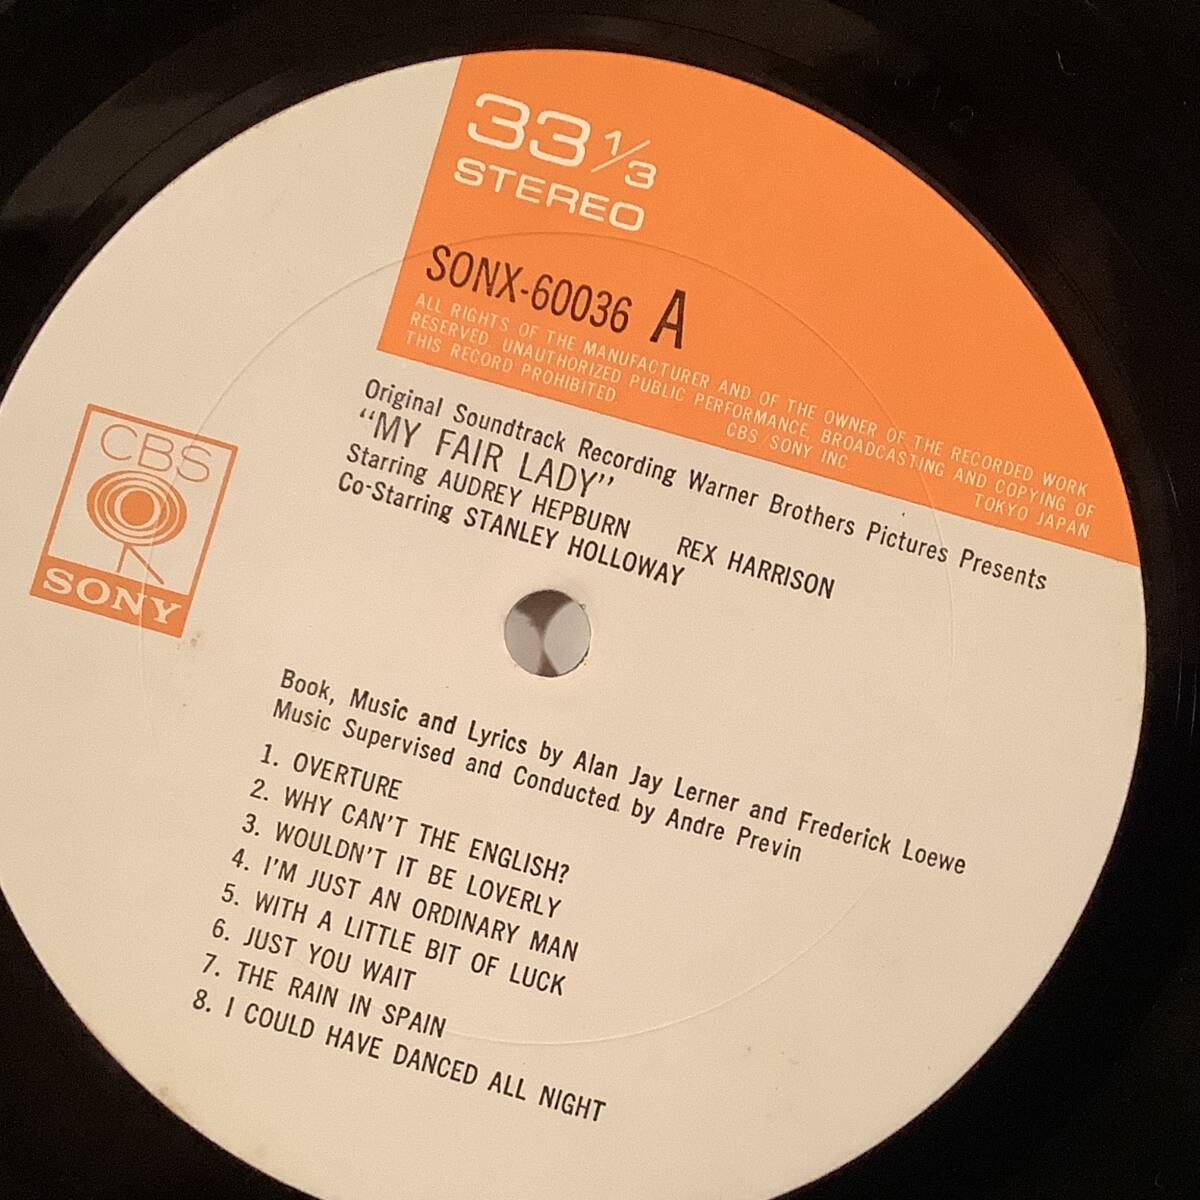 33 1/3
STEREO
SONX-60036 A
ALL RIGHTS OF THE MANUFACTURER AND OF THE OWNER OF THE RECORDED WORK
RESERVED. UNAUTHORIZED PUBLIC PERFORMANCE, BROADCASTING AND COPYING OF
THIS RECORD PROHIBITED. CBS/SONY INC. TOKYO JAPAN.
Original Soundtrack Recording Warner Brothers Pictures Presents
"MY FAIR LADY"
Starring AUDREY HEPBURN REX HARRISON
Co-Starring STANLEY HOLLOWAY
CBS
SONY
Book, Music and Lyrics by Alan Jay Lerner and Frederick Loewe
Music Supervised and Conducted by Andre Previn
1. OVERTURE
2. WHY CAN'T THE ENGLISH?
3. WOULDN'T IT BE LOVERLY
4. I'M JUST AN ORDINARY MAN
5. WITH A LITTLE BIT OF LUCK
6. JUST YOU WAIT
7. THE RAIN IN SPAIN
8. I COULD HAVE DANCED ALL NIGHT